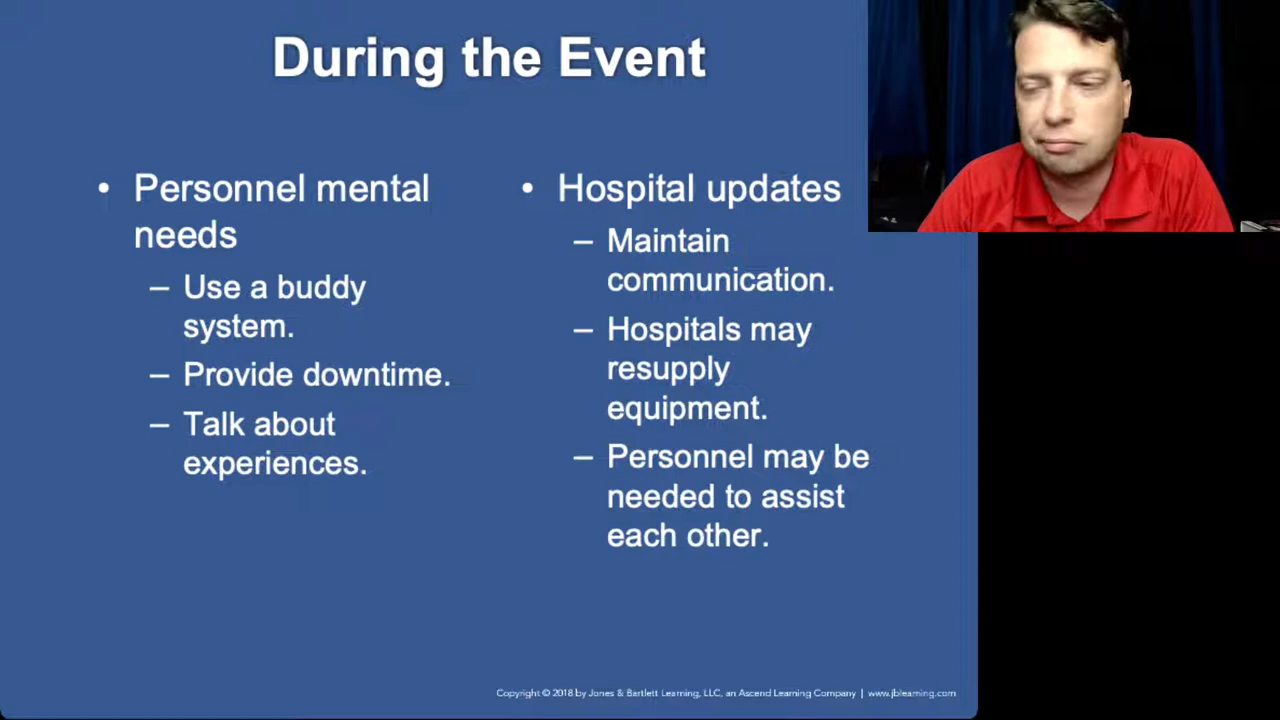 During the Event
• Personnel mental
needs
– Use a buddy
system.
– Provide downtime.
– Talk about
experiences.
• Hospital updates
– Maintain
communication.
– Hospitals may
resupply
equipment.
– Personnel may be
needed to assist
each other.
Copyright © 2018 by Jones & Bartlett Learning, LLC, an Ascend Learning Company | www.jblearning.com